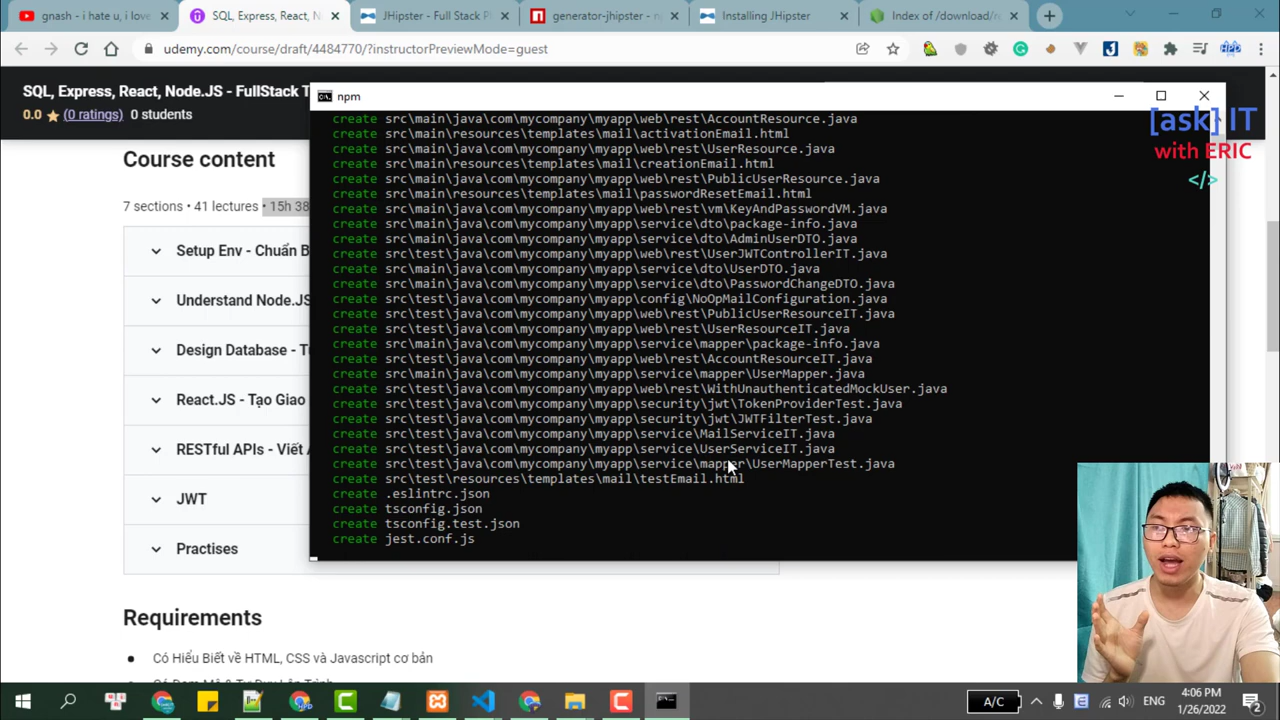 gnash - i hate u, i love
SQL, Express, React, N
JHipster - Full Stack P
generator-jhipster - n
Installing JHipster
Index of /download/re
udemy.com/course/draft/4484770/?instructorPreviewMode=guest
SQL, Express, React, Node.JS - FullStack T
0.0 (0 ratings) 0 students
npm
[ask] IT
with ERIC
</>
Course content
7 sections • 41 lectures • 15h 38
Setup Env - Chuẩn B
Understand Node.JS
Design Database - T
React.JS - Tạo Giao
RESTful APIs - Viết A
JWT
Practises
create src\main\java\com\mycompany\myapp\web\rest\AccountResource.java
create src\main\resources\templates\mail\activationEmail.html
create src\main\java\com\mycompany\myapp\web\rest\UserResource.java
create src\main\resources\templates\mail\creationEmail.html
create src\main\java\com\mycompany\myapp\web\rest\PublicUserResource.java
create src\main\resources\templates\mail\passwordResetEmail.html
create src\main\java\com\mycompany\myapp\web\rest\vm\KeyAndPasswordVM.java
create src\main\java\com\mycompany\myapp\service\dto\package-info.java
create src\main\java\com\mycompany\myapp\service\dto\AdminUserDTO.java
create src\test\java\com\mycompany\myapp\web\rest\UserJWTControllerIT.java
create src\main\java\com\mycompany\myapp\service\dto\UserDTO.java
create src\main\java\com\mycompany\myapp\service\dto\PasswordChangeDTO.java
create src\test\java\com\mycompany\myapp\config\NoOpMailConfiguration.java
create src\test\java\com\mycompany\myapp\web\rest\PublicUserResourceIT.java
create src\test\java\com\mycompany\myapp\web\rest\UserResourceIT.java
create src\main\java\com\mycompany\myapp\service\mapper\package-info.java
create src\test\java\com\mycompany\myapp\web\rest\AccountResourceIT.java
create src\main\java\com\mycompany\myapp\service\mapper\UserMapper.java
create src\test\java\com\mycompany\myapp\web\rest\WithUnauthenticatedMockUser.java
create src\test\java\com\mycompany\myapp\security\jwt\TokenProviderTest.java
create src\test\java\com\mycompany\myapp\security\jwt\JWTFilterTest.java
create src\test\java\com\mycompany\myapp\service\MailServiceIT.java
create src\test\java\com\mycompany\myapp\service\UserServiceIT.java
create src\test\java\com\mycompany\myapp\service\mapper\UserMapperTest.java
create src\test\resources\templates\mail\testEmail.html
create .eslintrc.json
create tsconfig.json
create tsconfig.test.json
create jest.conf.js
Requirements
Có Hiểu Biết về HTML, CSS và Javascript cơ bản
A/C
ENG
4:06 PM
1/26/2022